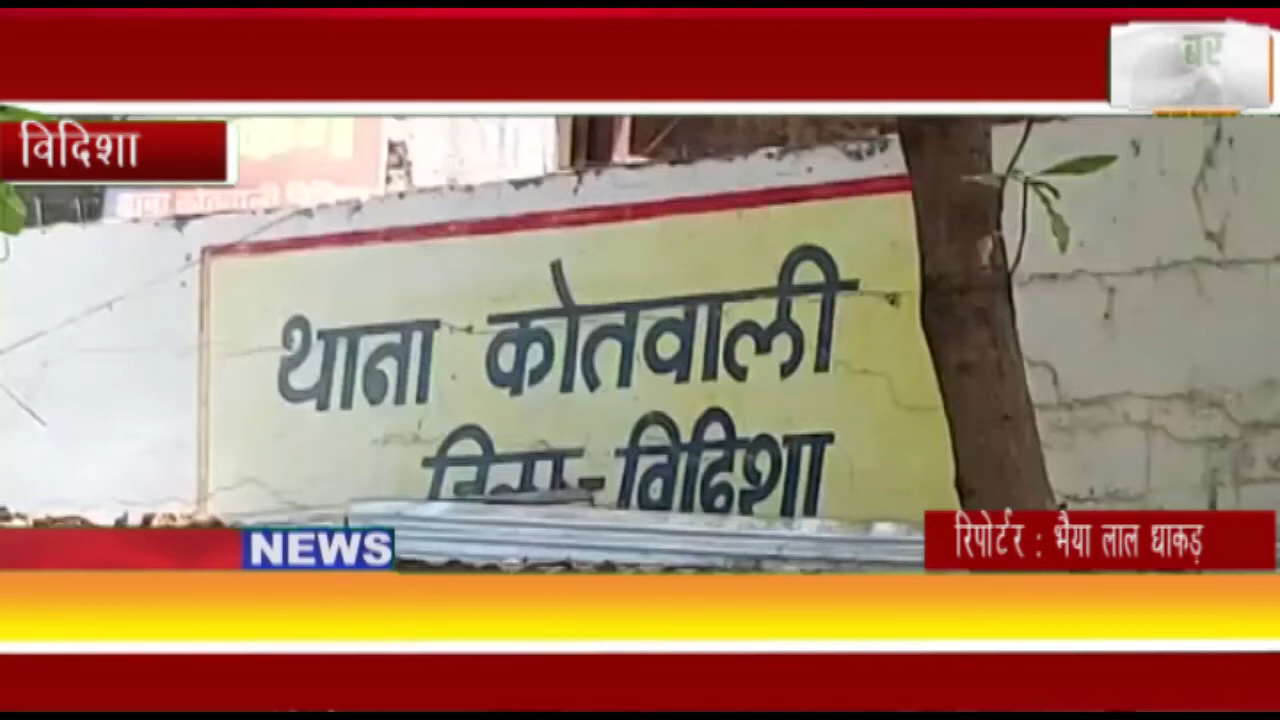 विदिशा
थाना कोतवाली
जिला-विदिशा
NEWS
रिपोर्टर : भैया लाल धाकड़